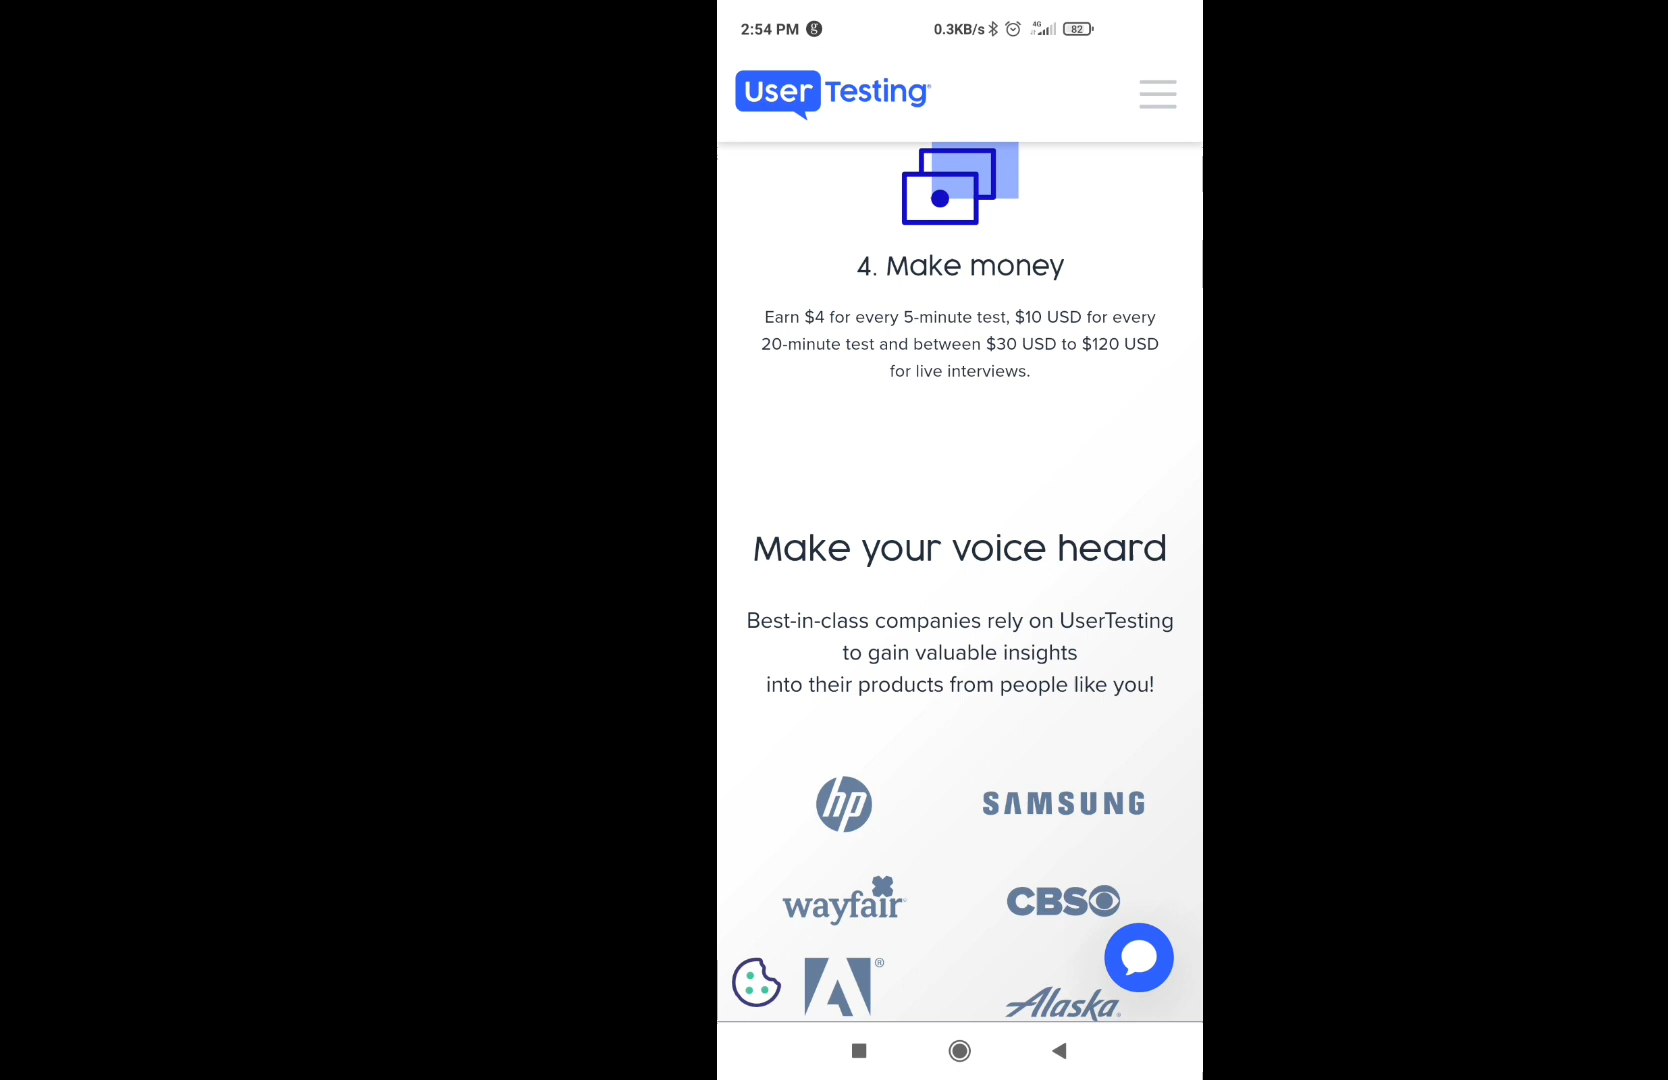 2:54 PM g 0.3KB/s 4G 82
User Testing
4. Make money
Earn $4 for every 5-minute test, $10 USD for every
20-minute test and between $30 USD to $120 USD
for live interviews.
Make your voice heard
Best-in-class companies rely on UserTesting
to gain valuable insights
into their products from people like you!
hp SAMSUNG
wayfair CBS
A® Alaska